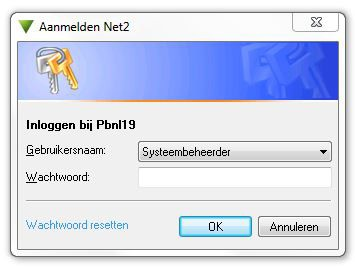 Aanmelden Net2
Inloggen bij Pbnl19
Gebruikersnaam: Systeembeheerder
Wachtwoord:
Wachtwoord resetten OK Annuleren